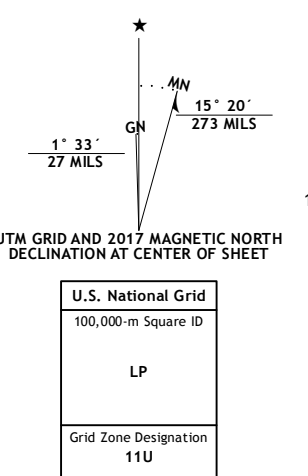 ★
MN
GN
15° 20´
273 MILS
1° 33´
27 MILS
UTM GRID AND 2017 MAGNETIC NORTH
DECLINATION AT CENTER OF SHEET
U.S. National Grid
100,000-m Square ID
LP
Grid Zone Designation
11U